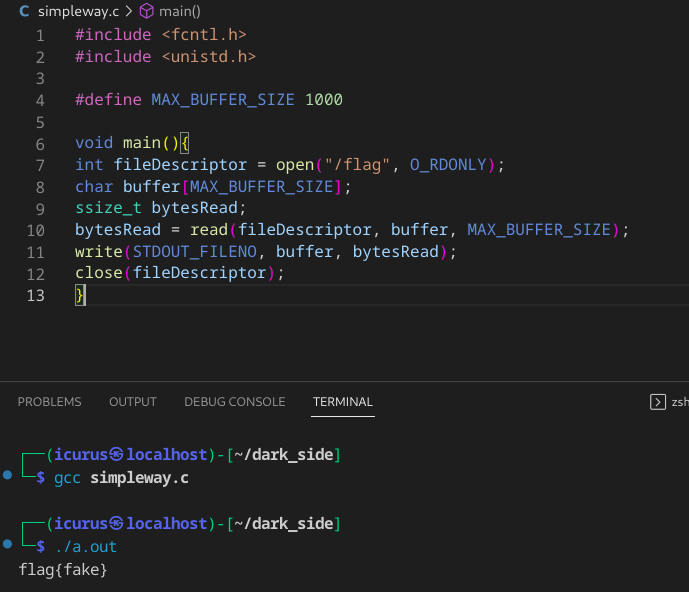 C simpleway.c > main()
1 #include <fcntl.h>
2 #include <unistd.h>
3
4 #define MAX_BUFFER_SIZE 1000
5
6 void main(){
7 int fileDescriptor = open("/flag", O_RDONLY);
8 char buffer[MAX_BUFFER_SIZE];
9 ssize_t bytesRead;
10 bytesRead = read(fileDescriptor, buffer, MAX_BUFFER_SIZE);
11 write(STDOUT_FILENO, buffer, bytesRead);
12 close(fileDescriptor);
13 }
PROBLEMS OUTPUT DEBUG CONSOLE TERMINAL zsh
┌──(icurus㉿localhost)-[~/dark_side]
└─$ gcc simpleway.c
┌──(icurus㉿localhost)-[~/dark_side]
└─$ ./a.out
flag{fake}